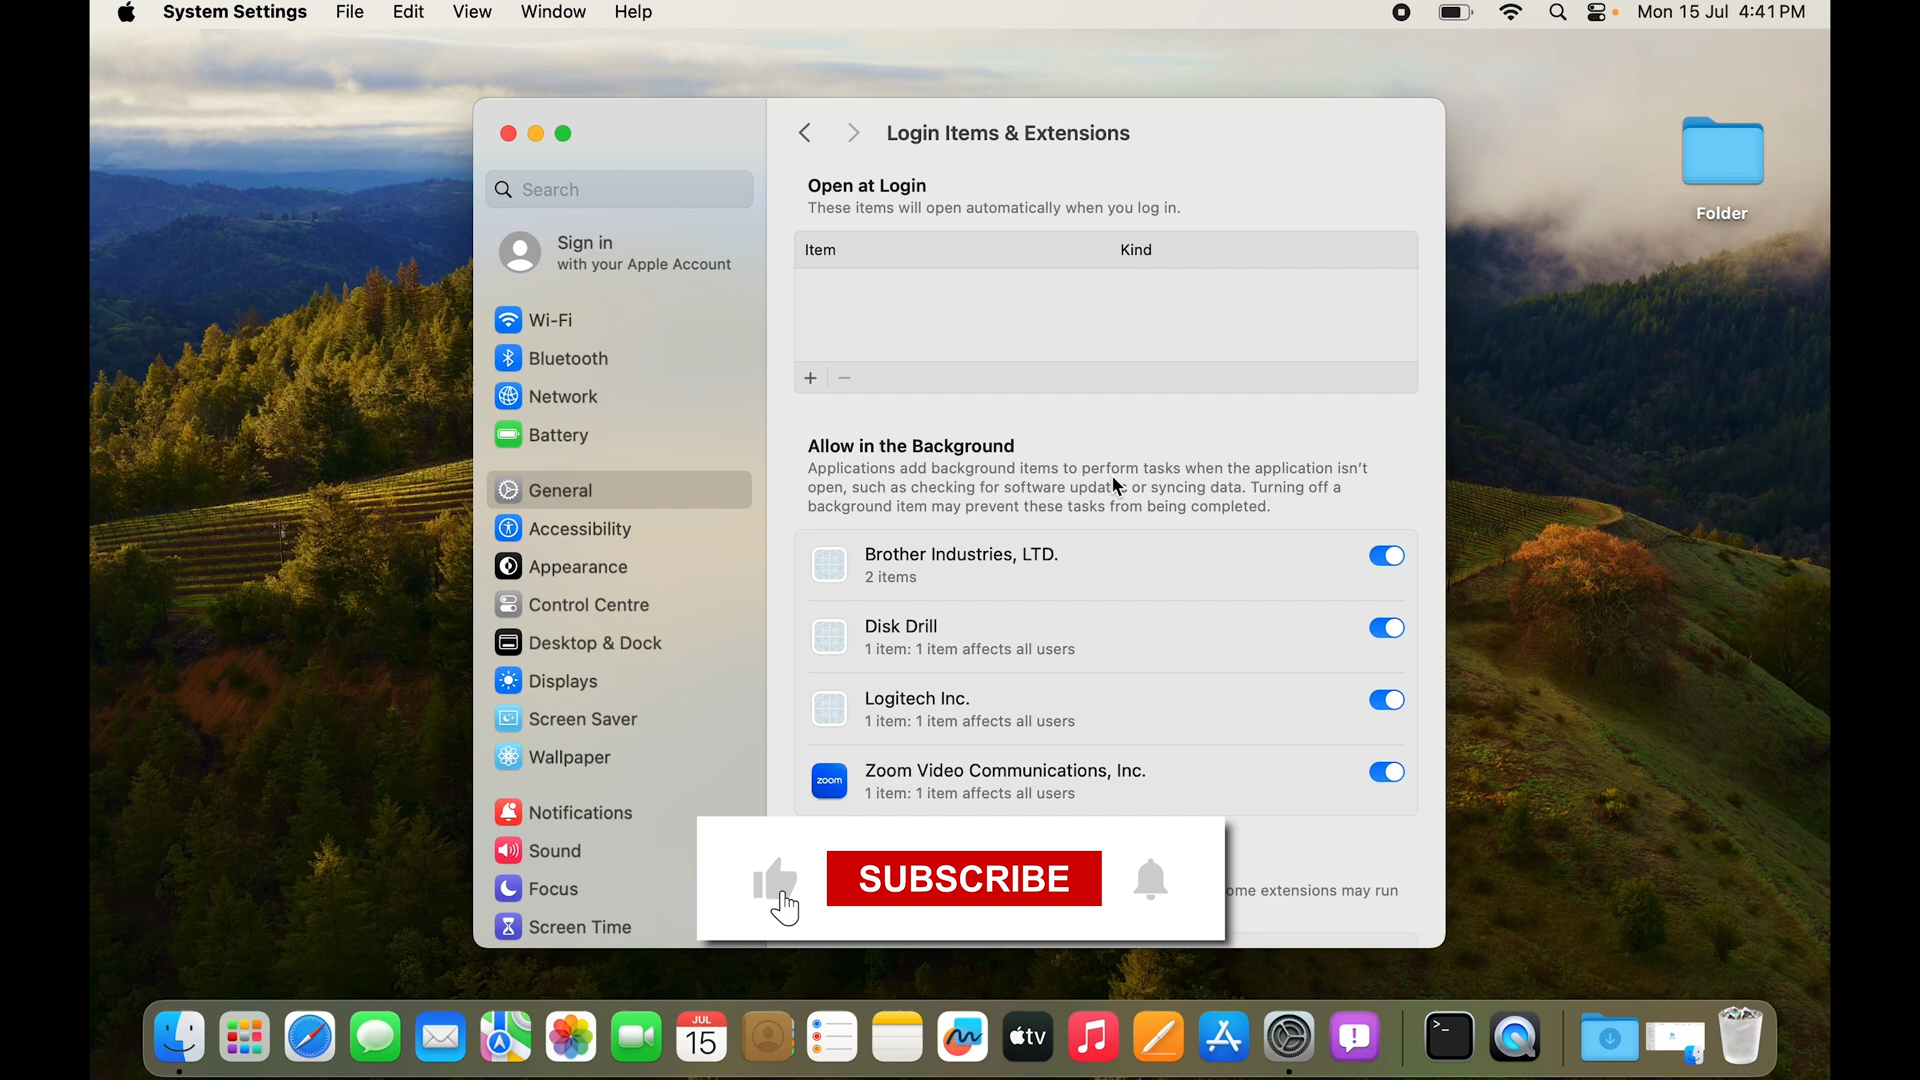 System Settings File Edit View Window Help Mon 15 Jul 4:41 PM
Folder
Search
Sign in
with your Apple Account
Wi-Fi
Bluetooth
Network
Battery
General
Accessibility
Appearance
Control Centre
Desktop & Dock
Displays
Screen Saver
Wallpaper
Notifications
Sound
Focus
Screen Time
Login Items & Extensions
Open at Login
These items will open automatically when you log in.
Item Kind
+ −
Allow in the Background
Applications add background items to perform tasks when the application isn't
open, such as checking for software updates or syncing data. Turning off a
background item may prevent these tasks from being completed.
Brother Industries, LTD.
2 items
Disk Drill
1 item: 1 item affects all users
Logitech Inc.
1 item: 1 item affects all users
zoom
Zoom Video Communications, Inc.
1 item: 1 item affects all users
extensions may run
SUBSCRIBE
JUL
15
tv